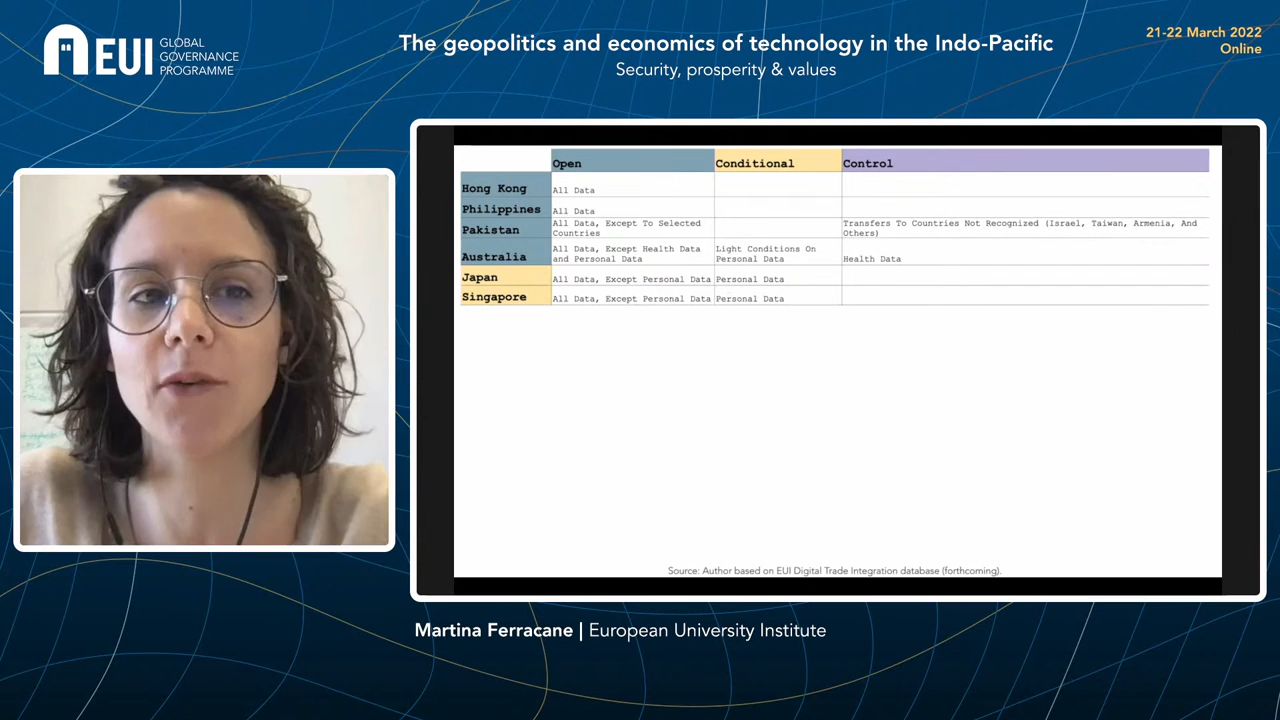 EUI
GLOBAL
GOVERNANCE
PROGRAMME
The geopolitics and economics of technology in the Indo-Pacific
Security, prosperity & values
21-22 March 2022
Online
Open Conditional Control
Hong Kong All Data
Philippines All Data
Pakistan All Data, Except To Selected
Countries Transfers To Countries Not Recognized (Israel, Taiwan, Armenia, And
Others)
Australia All Data, Except Health Data
and Personal Data Light Conditions On
Personal Data Health Data
Japan All Data, Except Personal Data Personal Data
Singapore All Data, Except Personal Data Personal Data
Source: Author based on EUI Digital Trade Integration database (forthcoming).
Martina Ferracane | European University Institute